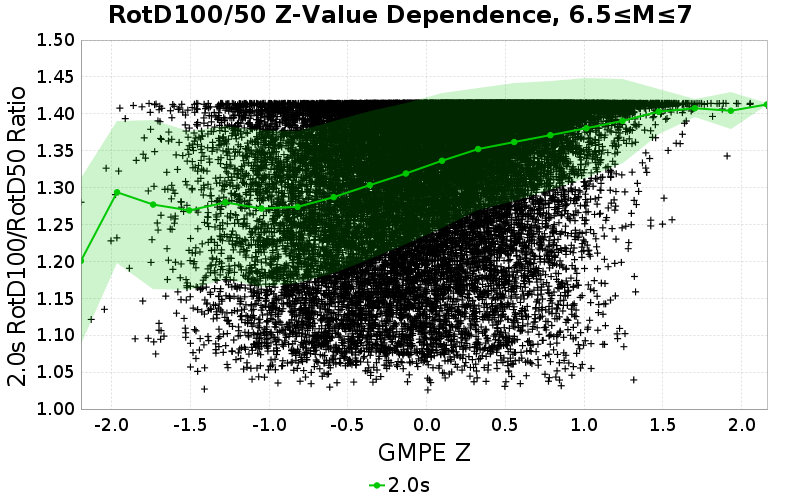 RotD100/50 Z-Value Dependence, 6.5≤M≤7
2.0s RotD100/RotD50 Ratio
1.50
1.45
1.40
1.35
1.30
1.25
1.20
1.15
1.10
1.05
1.00
-2.0 -1.5 -1.0 -0.5 0.0 0.5 1.0 1.5 2.0
GMPE Z
2.0s